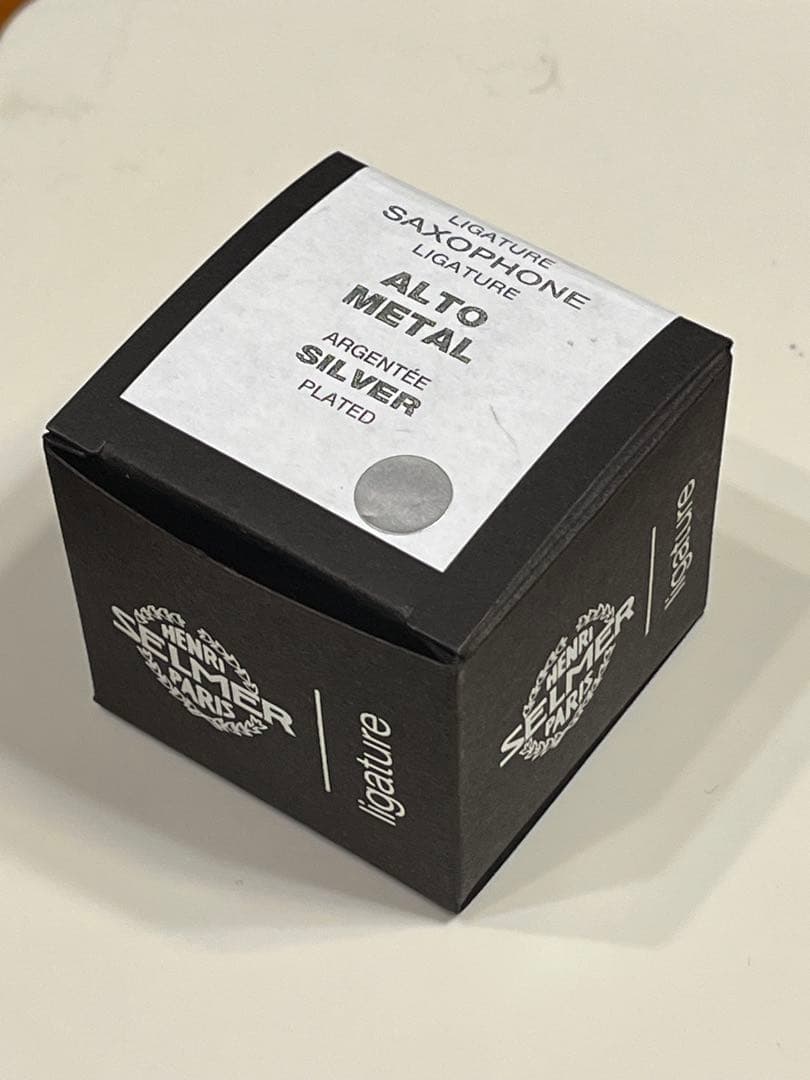 LIGATURE
SAXOPHONE
LIGATURE
ALTO
METAL
ARGENTÉE
SILVER
PLATED
HENRI
SELMER
PARIS
ligature
HENRI
SELMER
PARIS
ligature